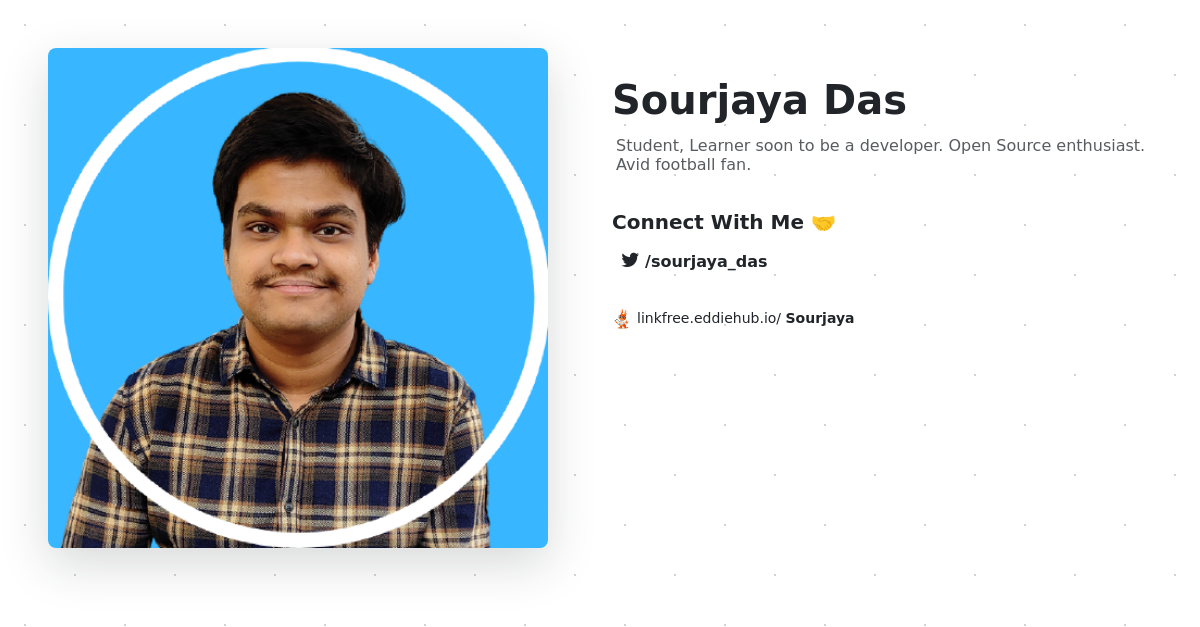 Sourjaya Das
Student, Learner soon to be a developer. Open Source enthusiast.
Avid football fan.
Connect With Me 🤝
/sourjaya_das
linkfree.eddiehub.io/ Sourjaya